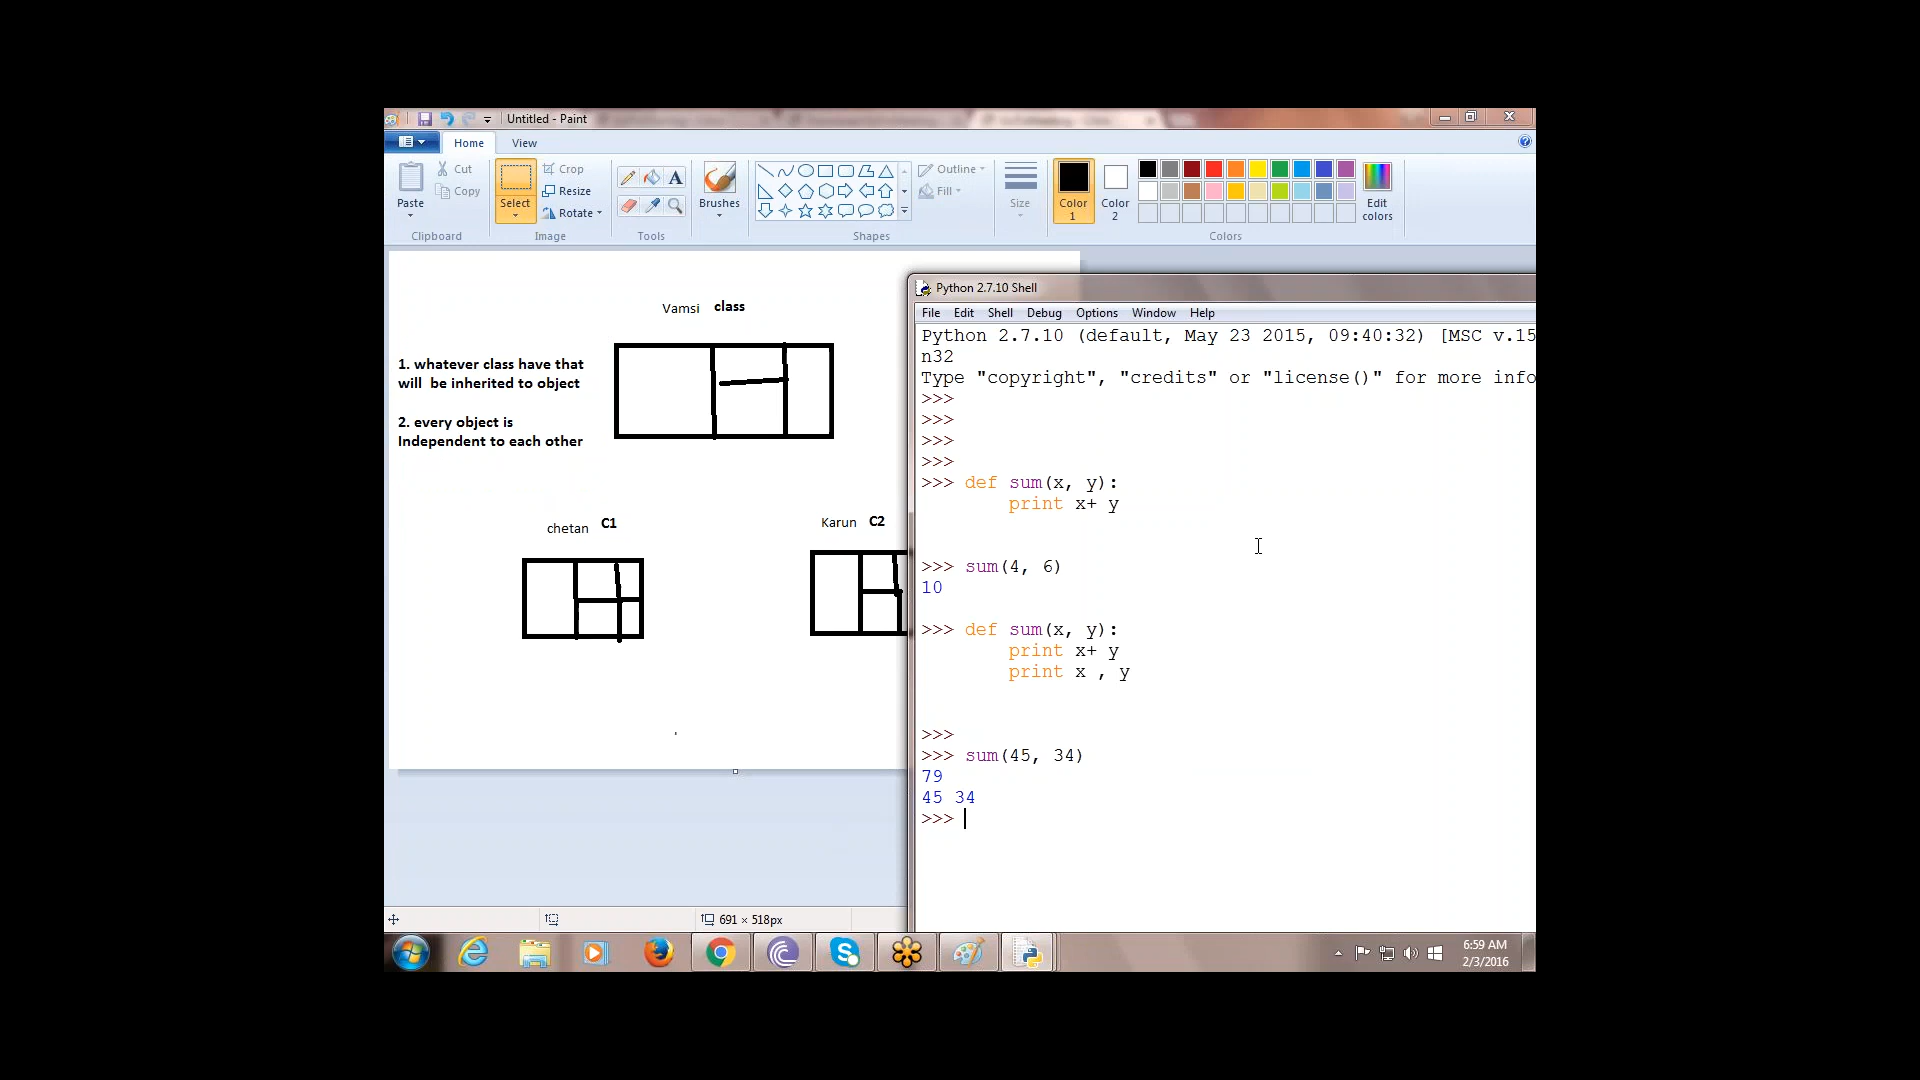 Untitled - Paint
Home View
Paste
Cut
Copy
Clipboard
Select
Crop
Resize
Rotate
Image
Tools
Brushes
Shapes
Outline
Fill
Size
Color 1
Color 2
Edit colors
Colors
Vamsi class
1. whatever class have that
will be inherited to object
2. every object is
Independent to each other
chetan C1
Karun C2
691 × 518px
Python 2.7.10 Shell
File Edit Shell Debug Options Window Help
Python 2.7.10 (default, May 23 2015, 09:40:32) [MSC v.15
n32
Type "copyright", "credits" or "license()" for more info
>>>
>>>
>>>
>>>
>>> def sum(x, y):
print x+ y
>>> sum(4, 6)
10
>>> def sum(x, y):
print x+ y
print x , y
>>>
>>> sum(45, 34)
79
45 34
>>>
6:59 AM
2/3/2016